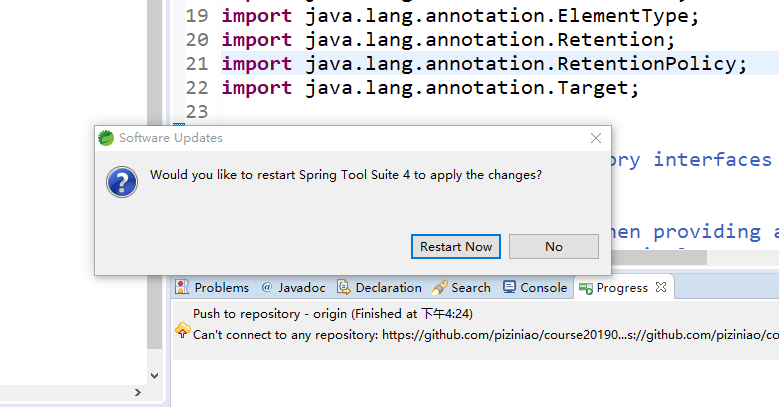 19 import java.lang.annotation.ElementType;
20 import java.lang.annotation.Retention;
21 import java.lang.annotation.RetentionPolicy;
22 import java.lang.annotation.Target;
23
Software Updates
ory interfaces
Would you like to restart Spring Tool Suite 4 to apply the changes?
when providing a
Restart Now No
Problems @ Javadoc Declaration Search Console Progress
Push to repository - origin (Finished at 下午4:24)
Can't connect to any repository: https://github.com/piziniao/course20190...s://github.com/piziniao/co